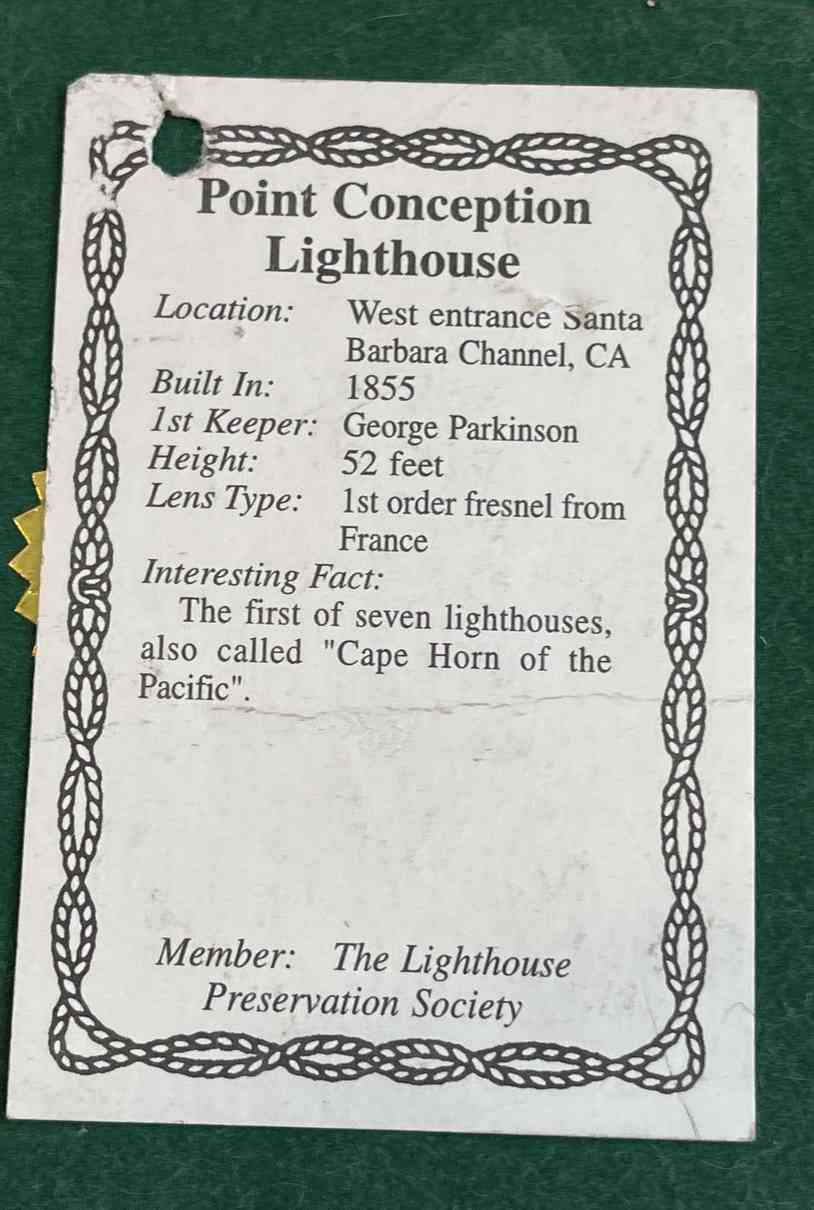 Point Conception
Lighthouse
Location: West entrance Santa
Barbara Channel, CA
Built In: 1855
1st Keeper: George Parkinson
Height: 52 feet
Lens Type: 1st order fresnel from
France
Interesting Fact:
The first of seven lighthouses,
also called "Cape Horn of the
Pacific".
Member: The Lighthouse
Preservation Society